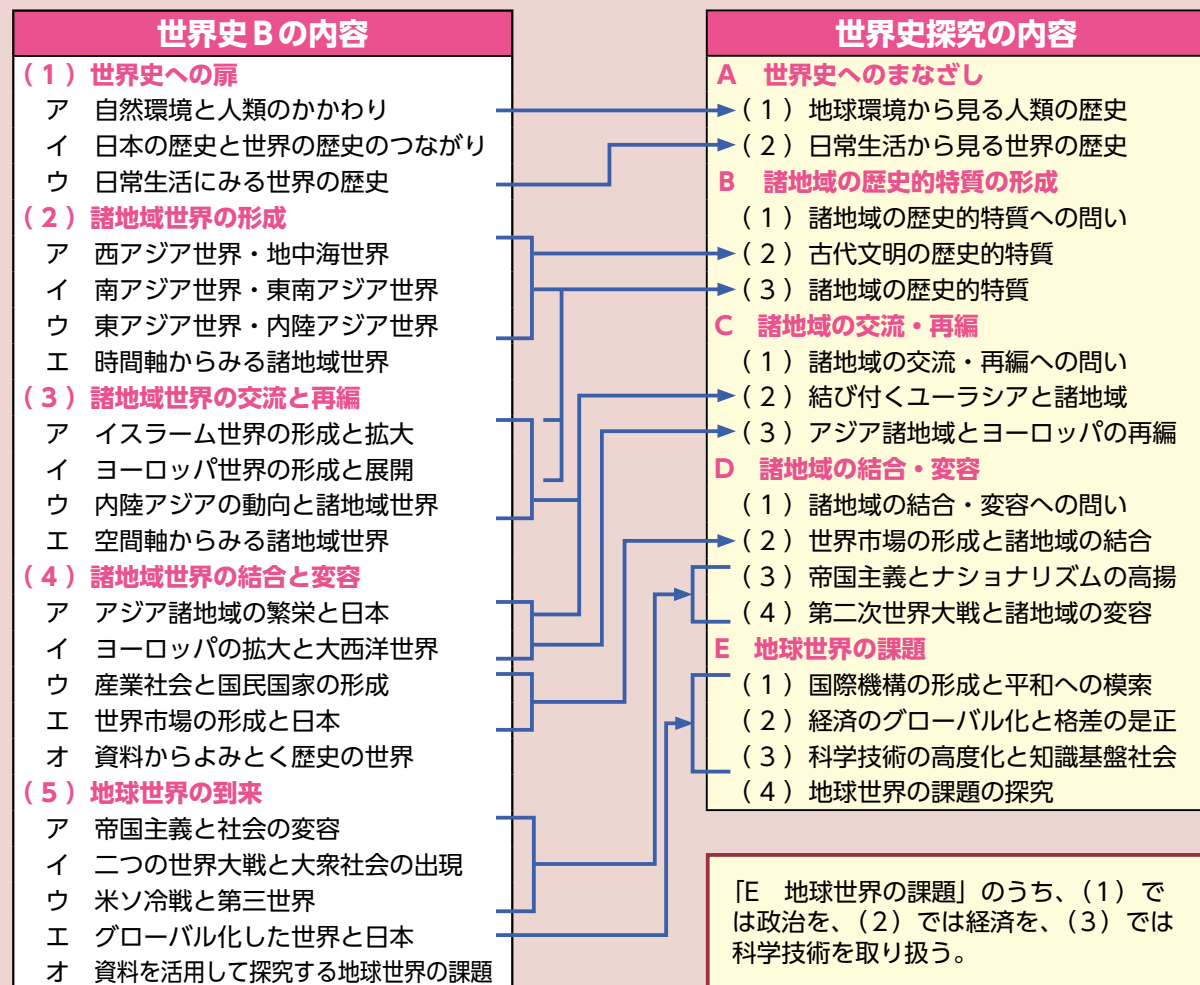 世界史Bの内容
(1)世界史への扉
ア 自然環境と人類のかかわり
イ 日本の歴史と世界の歴史のつながり
ウ 日常生活にみる世界の歴史
(2)諸地域世界の形成
ア 西アジア世界・地中海世界
イ 南アジア世界・東南アジア世界
ウ 東アジア世界・内陸アジア世界
エ 時間軸からみる諸地域世界
(3)諸地域世界の交流と再編
ア イスラーム世界の形成と拡大
イ ヨーロッパ世界の形成と展開
ウ 内陸アジアの動向と諸地域世界
エ 空間軸からみる諸地域世界
(4)諸地域世界の結合と変容
ア アジア諸地域の繁栄と日本
イ ヨーロッパの拡大と大西洋世界
ウ 産業社会と国民国家の形成
エ 世界市場の形成と日本
オ 資料からよみとく歴史の世界
(5)地球世界の到来
ア 帝国主義と社会の変容
イ 二つの世界大戦と大衆社会の出現
ウ 米ソ冷戦と第三世界
エ グローバル化した世界と日本
オ 資料を活用して探究する地球世界の課題
世界史探究の内容
A 世界史へのまなざし
(1)地球環境から見る人類の歴史
(2)日常生活から見る世界の歴史
B 諸地域の歴史的特質の形成
(1)諸地域の歴史的特質への問い
(2)古代文明の歴史的特質
(3)諸地域の歴史的特質
C 諸地域の交流・再編
(1)諸地域の交流・再編への問い
(2)結び付くユーラシアと諸地域
(3)アジア諸地域とヨーロッパの再編
D 諸地域の結合・変容
(1)諸地域の結合・変容への問い
(2)世界市場の形成と諸地域の結合
(3)帝国主義とナショナリズムの高揚
(4)第二次世界大戦と諸地域の変容
E 地球世界の課題
(1)国際機構の形成と平和への模索
(2)経済のグローバル化と格差の是正
(3)科学技術の高度化と知識基盤社会
(4)地球世界の課題の探究
「E 地球世界の課題」のうち、(1)で
は政治を、(2)では経済を、(3)では
科学技術を取り扱う。